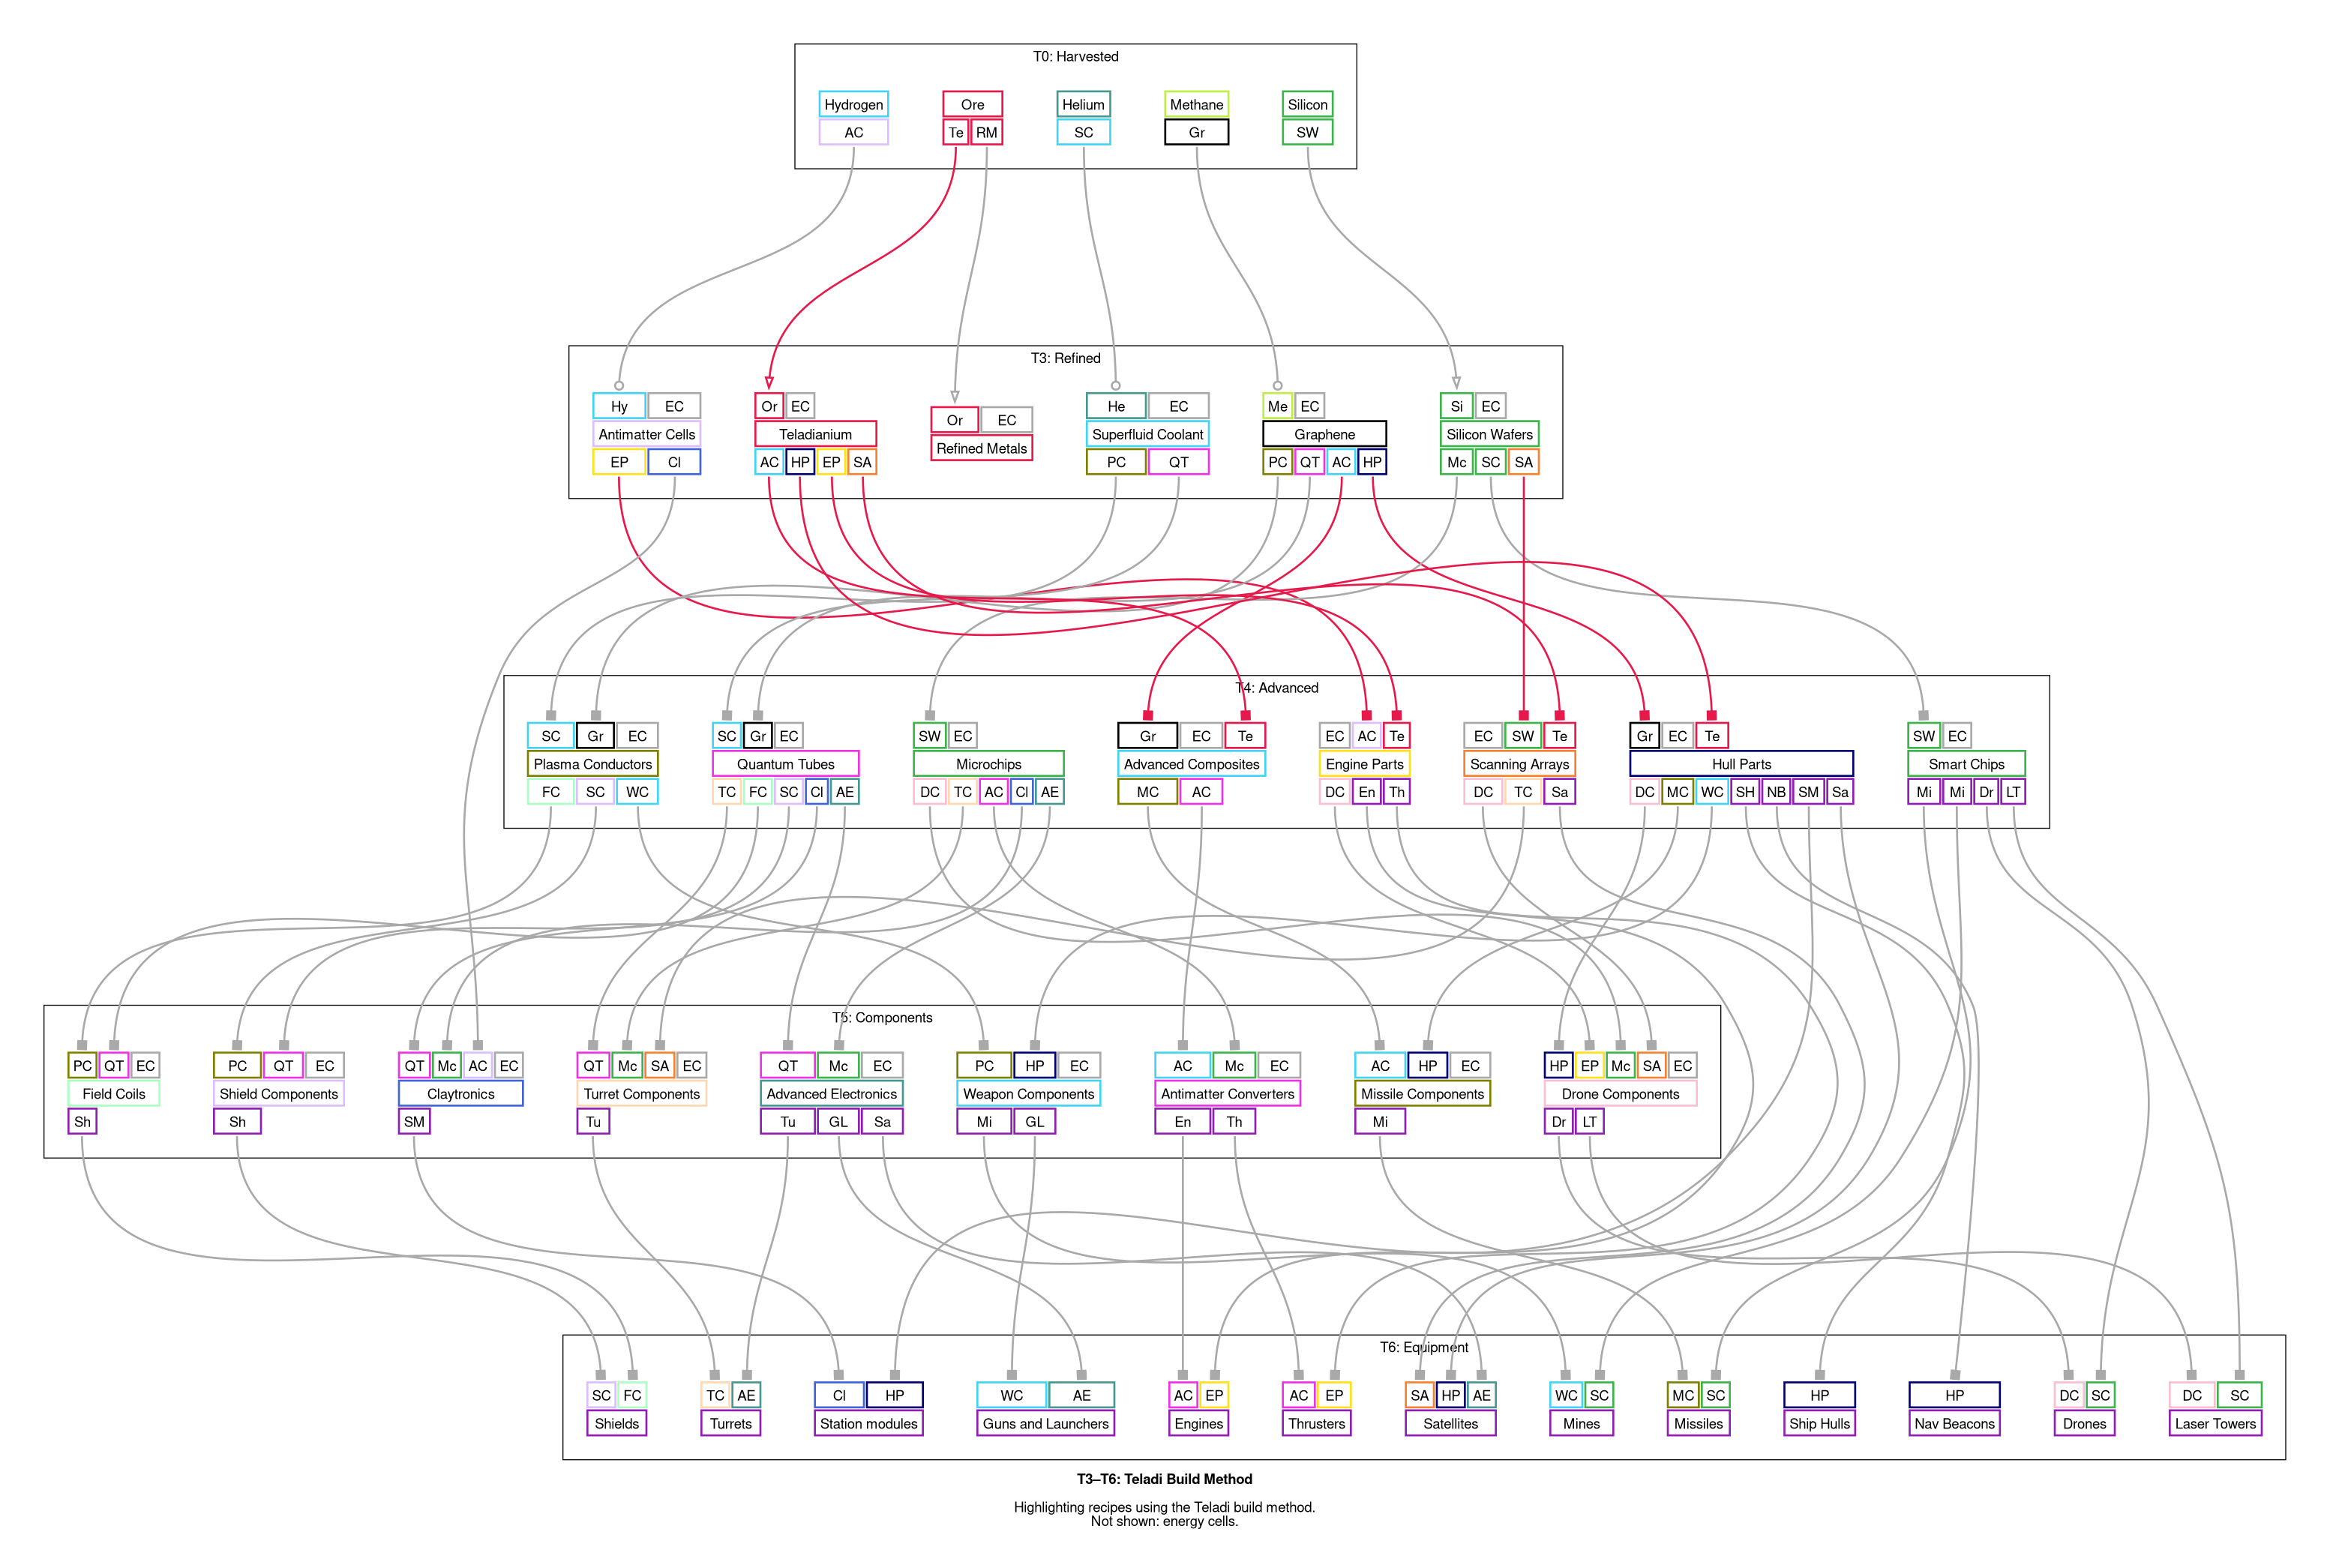 T0: Harvested
Hydrogen Ore Helium Methane Silicon
AC Te RM SC Gr SW
T3: Refined
Hy EC Or EC He EC Me EC Si EC
Or EC
Antimatter Cells Teladianium Superfluid Coolant Graphene Silicon Wafers
Refined Metals
EP Cl AC HP EP SA PC QT PC QT AC HP Mc SC SA
T4: Advanced
SC Gr EC SC Gr EC SW EC Gr EC Te EC AC Te EC SW Te Gr EC Te SW EC
Plasma Conductors Quantum Tubes Microchips Advanced Composites Engine Parts Scanning Arrays Hull Parts Smart Chips
FC SC WC TC FC SC Cl AE DC TC AC Cl AE MC AC DC En Th DC TC Sa DC MC WC SH NB SM Sa Mi Mi Dr LT
T5: Components
PC QT EC PC QT EC QT Mc AC EC QT Mc SA EC QT Mc EC PC HP EC AC Mc EC AC HP EC HP EP Mc SA EC
Field Coils Shield Components Claytronics Turret Components Advanced Electronics Weapon Components Antimatter Converters Missile Components Drone Components
Sh Sh SM Tu Tu GL Sa Mi GL En Th Mi Dr LT
T6: Equipment
SC FC TC AE Cl HP WC AE AC EP AC EP SA HP AE WC SC MC SC HP HP DC SC DC SC
Shields Turrets Station modules Guns and Launchers Engines Thrusters Satellites Mines Missiles Ship Hulls Nav Beacons Drones Laser Towers
T3–T6: Teladi Build Method
Highlighting recipes using the Teladi build method.
Not shown: energy cells.